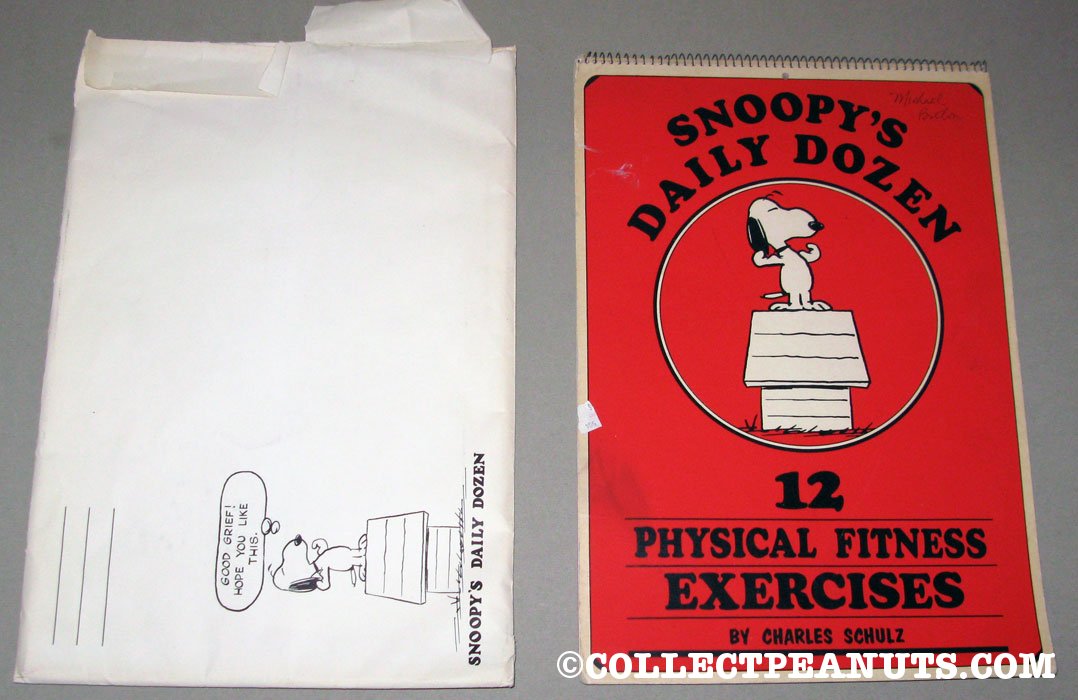 GOOD GRIEF!
HOPE YOU LIKE
THIS.
SNOOPY'S DAILY DOZEN
SNOOPY'S
DAILY DOZEN
Michael
12
PHYSICAL FITNESS
EXERCISES
BY CHARLES SCHULZ
©COLLECTPEANUTS.COM